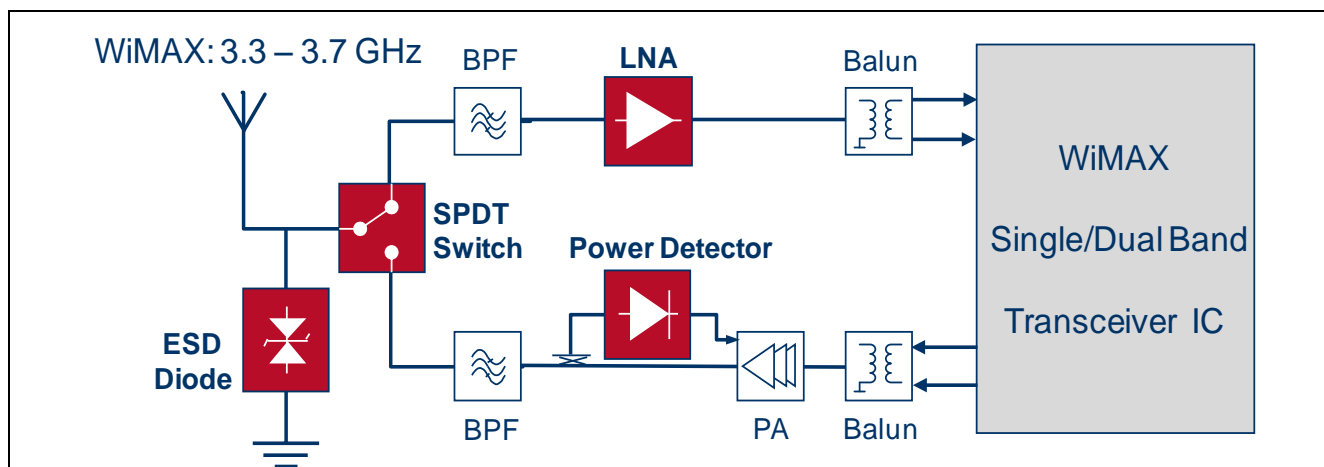 WiMAX: 3.3 – 3.7 GHz
BPF
LNA
Balun
SPDT
Switch
Power Detector
ESD
Diode
BPF
PA
Balun
WiMAX
Single/Dual Band
Transceiver IC